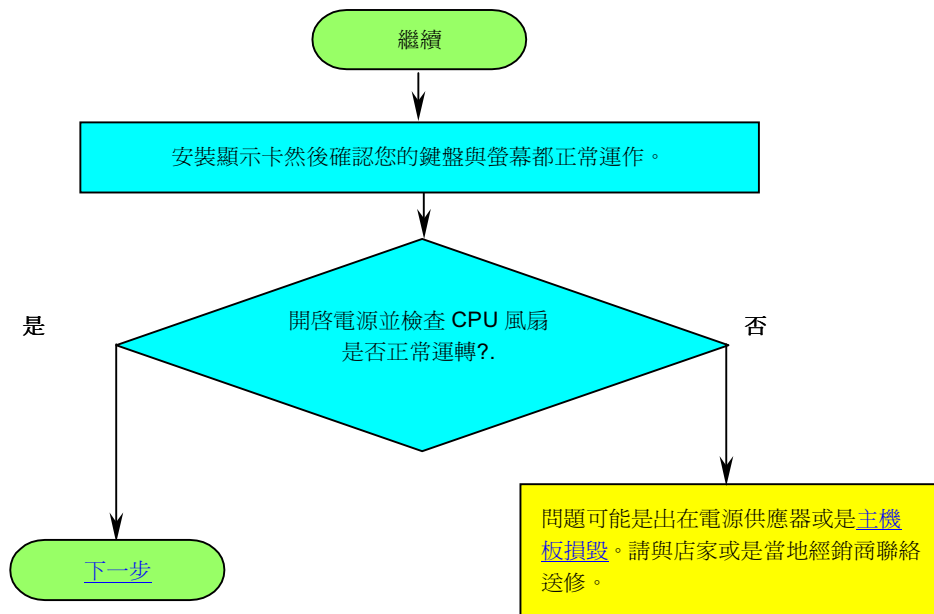 繼續
安裝顯示卡然後確認您的鍵盤與螢幕都正常運作。
開啓電源並檢查 CPU 風扇
是否正常運轉?.
是
否
問題可能是出在電源供應器或是主機
板損毀。請與店家或是當地經銷商聯絡
送修。
下一步